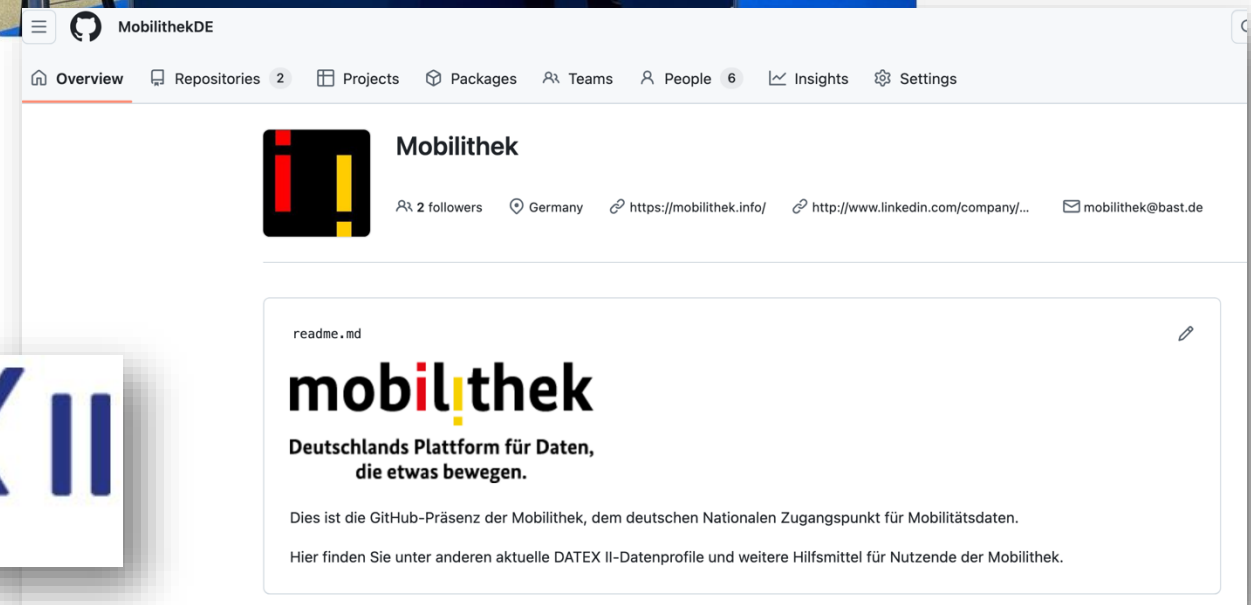 MobilithekDE
Overview Repositories 2 Projects Packages Teams People 6 Insights Settings
Mobilithek
2 followers Germany https://mobilithek.info/ http://www.linkedin.com/company/... mobilithek@bast.de
readme.md
mobilithek
Deutschlands Plattform für Daten,
die etwas bewegen.
II
Dies ist die GitHub-Präsenz der Mobilithek, dem deutschen Nationalen Zugangspunkt für Mobilitätsdaten.
Hier finden Sie unter anderen aktuelle DATEX II-Datenprofile und weitere Hilfsmittel für Nutzende der Mobilithek.